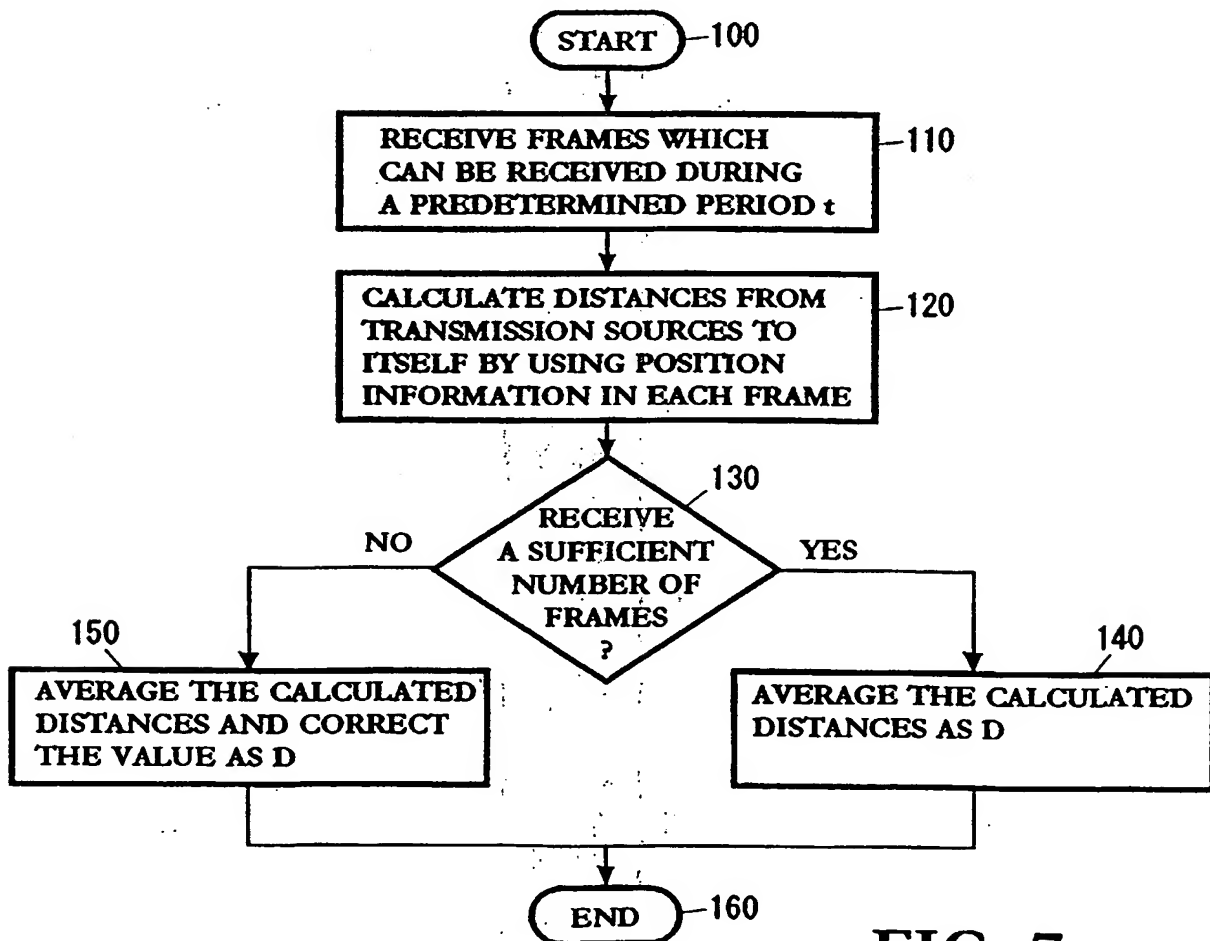 START
100
RECEIVE FRAMES WHICH
CAN BE RECEIVED DURING
A PREDETERMINED PERIOD t
110
CALCULATE DISTANCES FROM
TRANSMISSION SOURCES TO
ITSELF BY USING POSITION
INFORMATION IN EACH FRAME
120
130
RECEIVE
A SUFFICIENT
NUMBER OF
FRAMES
?
NO
YES
150
AVERAGE THE CALCULATED
DISTANCES AND CORRECT
THE VALUE AS D
140
AVERAGE THE CALCULATED
DISTANCES AS D
END
160
FIG. 7